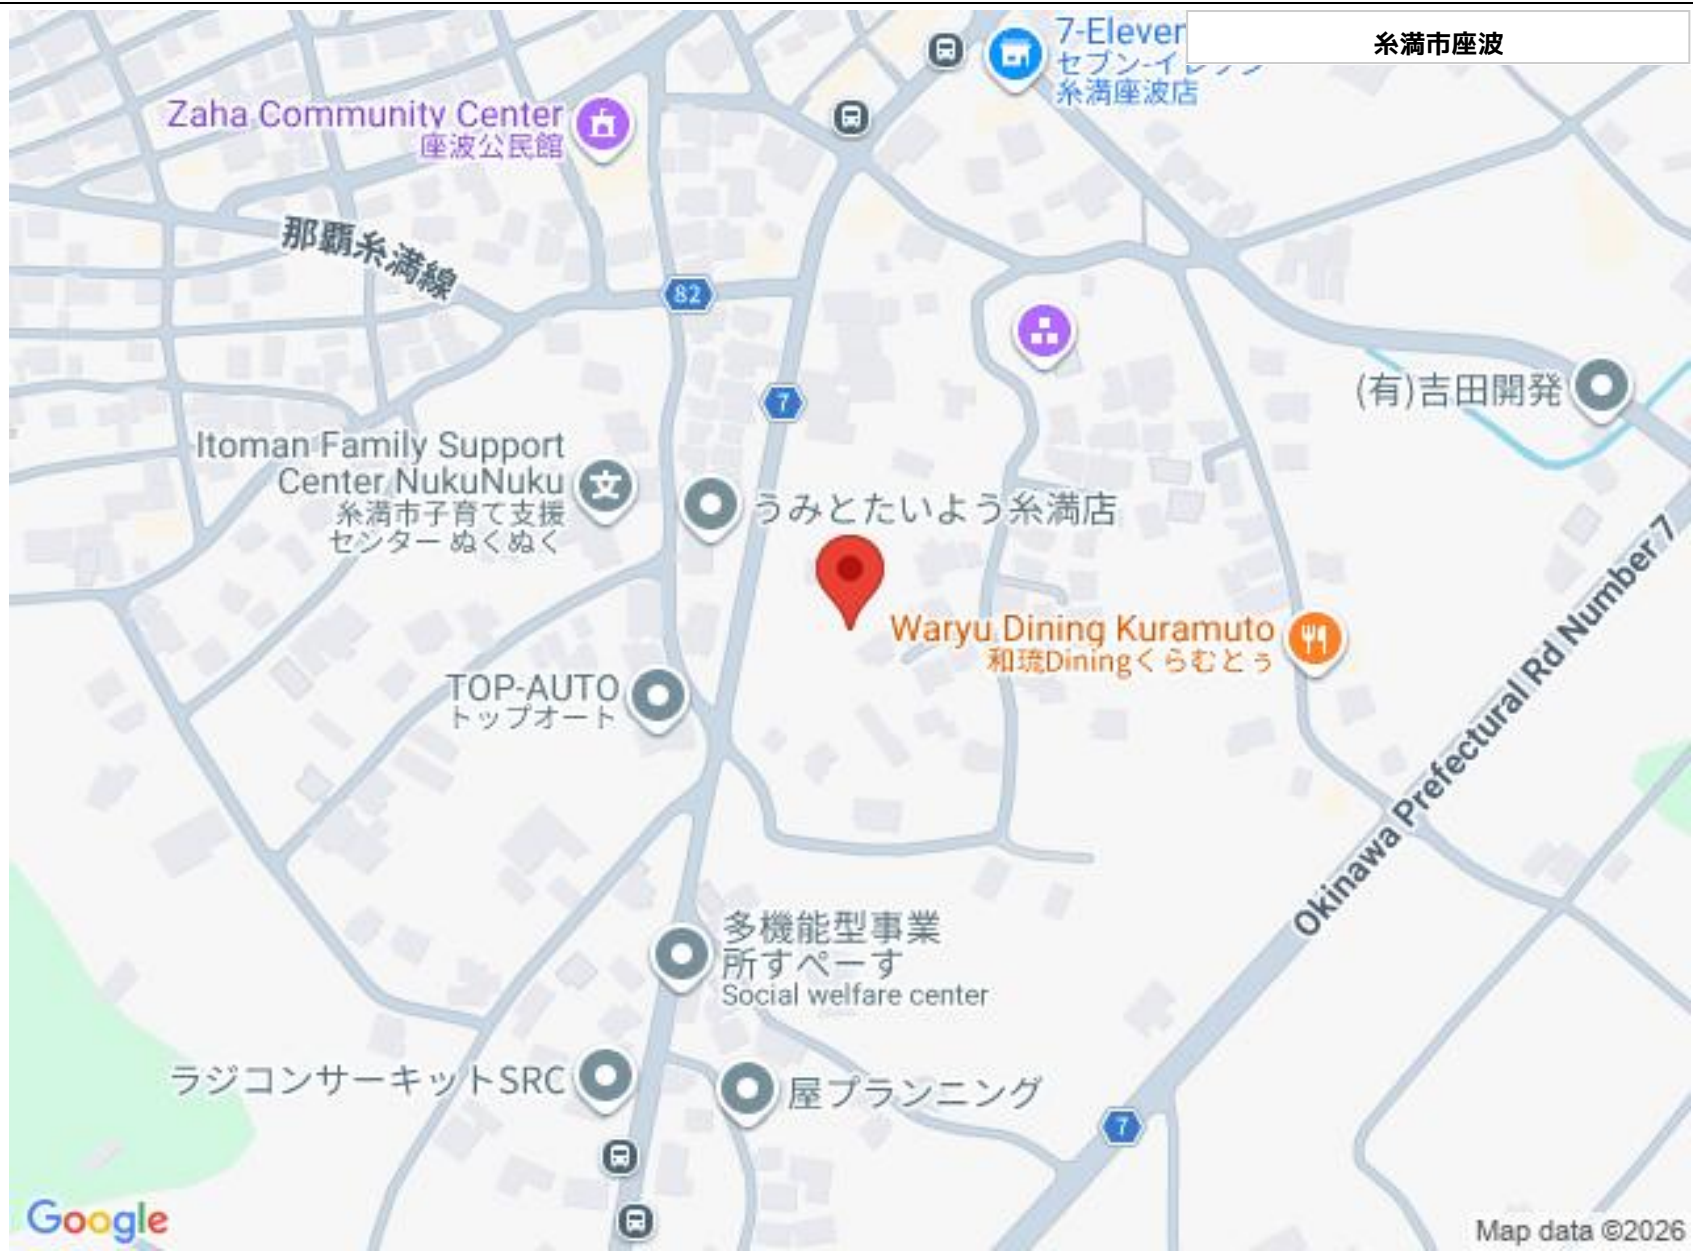 7-Eleven
セブン-イレブン
糸満座波店
糸満市座波
Zaha Community Center
座波公民館
那覇糸満線
82
7
(有)吉田開発
Itoman Family Support
Center NukuNuku
糸満市子育て支援
センター ぬくぬく
うみとたいよう糸満店
Waryu Dining Kuramuto
和琉Diningくらむとぅ
TOP-AUTO
トップオート
Okinawa Prefectural Rd Number 7
多機能型事業
所すぺーす
Social welfare center
ラジコンサーキットSRC
屋プランニング
7
Google
Map data ©2026